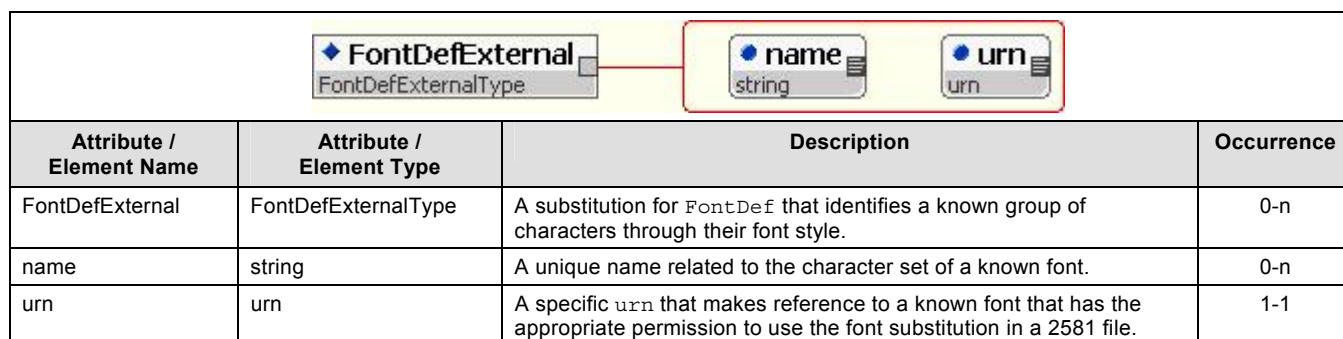 FontDefExternal
FontDefExternalType
name
string
urn
urn
Attribute / Element Name Attribute / Element Type Description Occurrence
FontDefExternal FontDefExternalType A substitution for FontDef that identifies a known group of 0-n
characters through their font style.
name string A unique name related to the character set of a known font. 0-n
urn urn A specific urn that makes reference to a known font that has the 1-1
appropriate permission to use the font substitution in a 2581 file.